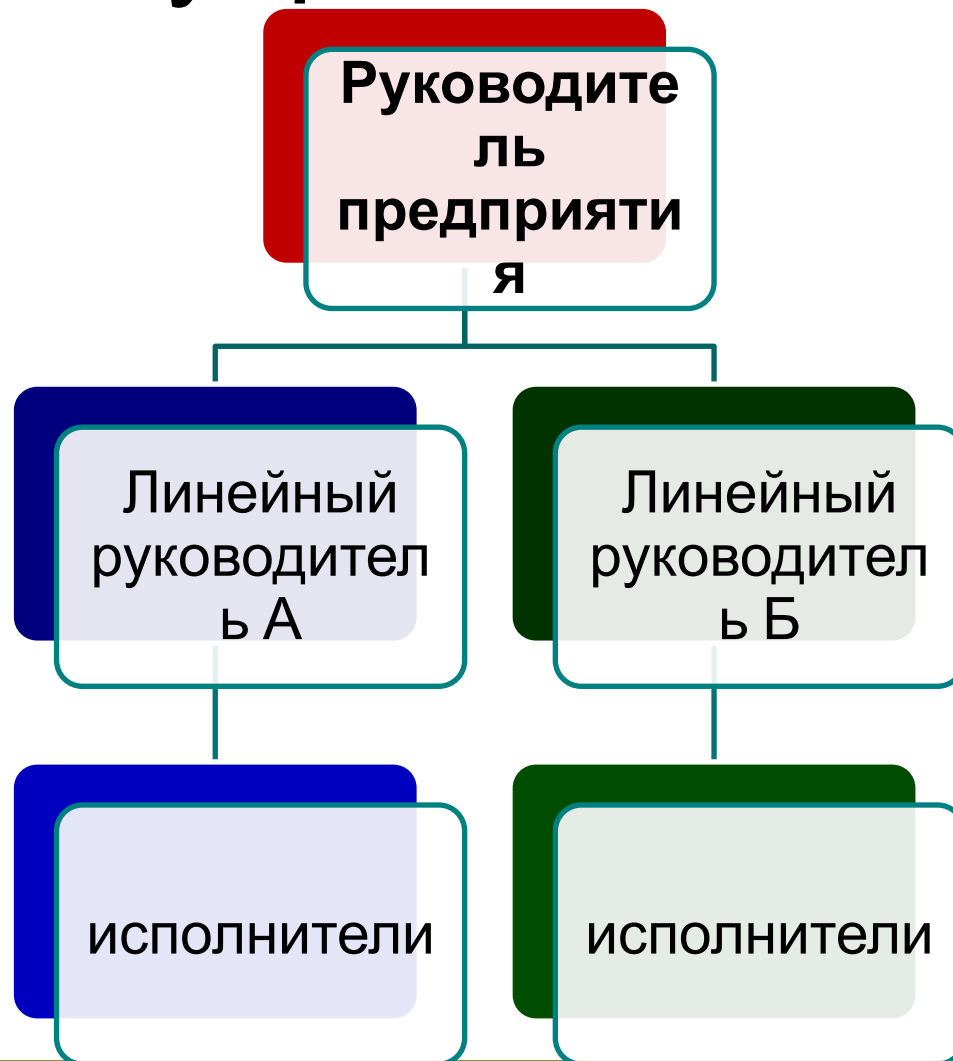 Руководите
ль
предприяти
я
Линейный
руководител
ь А
Линейный
руководител
ь Б
исполнители
исполнители